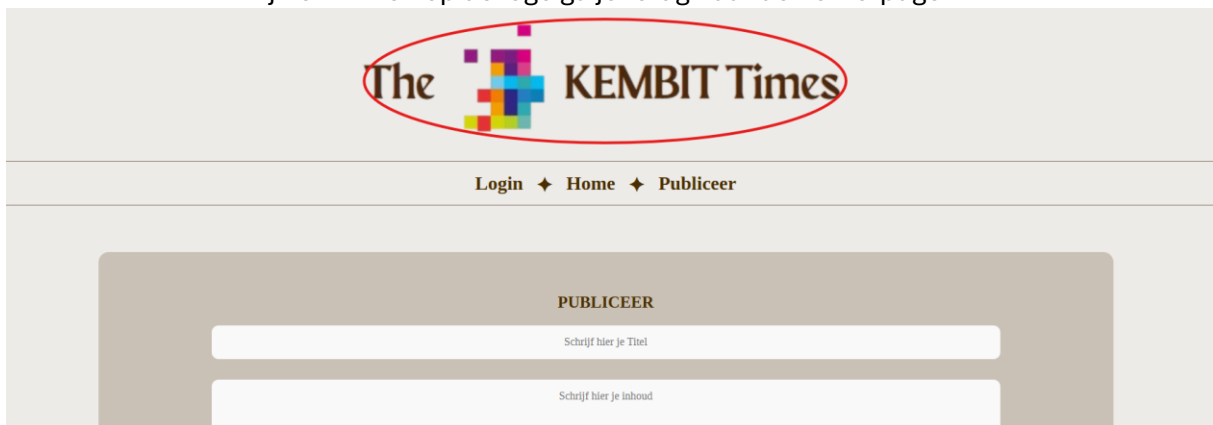 The KEMBIT Times
Login ✦ Home ✦ Publiceer
PUBLICEER
Schrijf hier je Titel
Schrijf hier je inhoud